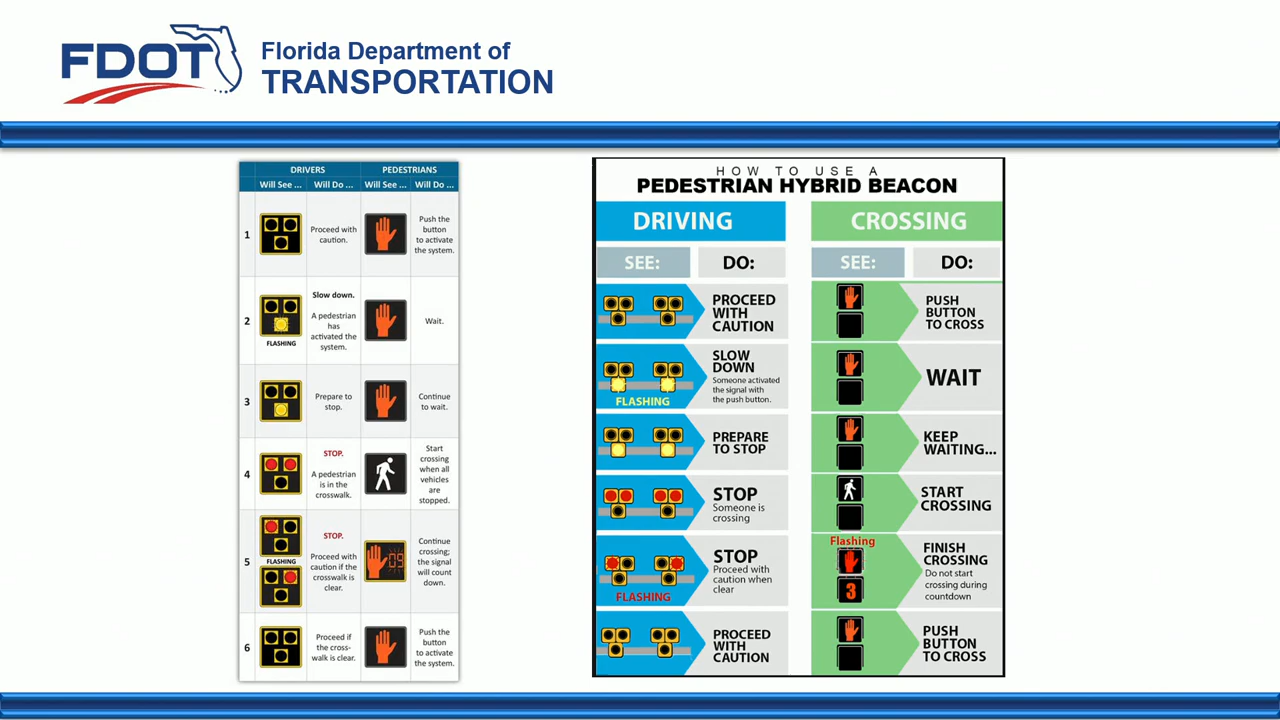 FDOT
Florida Department of
TRANSPORTATION
DRIVERS
PEDESTRIANS
Will See ...
Will Do ...
Will See ...
Will Do ...
1
Proceed with
caution.
Push the
button
to activate
the system.
2
FLASHING
Slow down.
A pedestrian
has
activated the
system.
Wait.
3
Prepare to
stop.
Continue
to wait.
4
STOP.
A pedestrian
is in the
crosswalk.
Start
crossing
when all
vehicles
are
stopped.
5
FLASHING
STOP.
Proceed with
caution if the
crosswalk is
clear.
09
Continue
crossing;
the signal
will count
down.
6
Proceed if
the cross-
walk is clear.
Push the
button
to activate
the system.
HOW TO USE A
PEDESTRIAN HYBRID BEACON
DRIVING
CROSSING
SEE:
DO:
SEE:
DO:
PROCEED
WITH
CAUTION
PUSH
BUTTON
TO CROSS
FLASHING
SLOW
DOWN
Someone activated
the signal with
the push button.
WAIT
PREPARE
TO STOP
KEEP
WAITING...
STOP
Someone is
crossing
START
CROSSING
FLASHING
STOP
Proceed with
caution when
clear
Flashing
3
FINISH
CROSSING
Do not start
crossing during
countdown
PROCEED
WITH
CAUTION
PUSH
BUTTON
TO CROSS